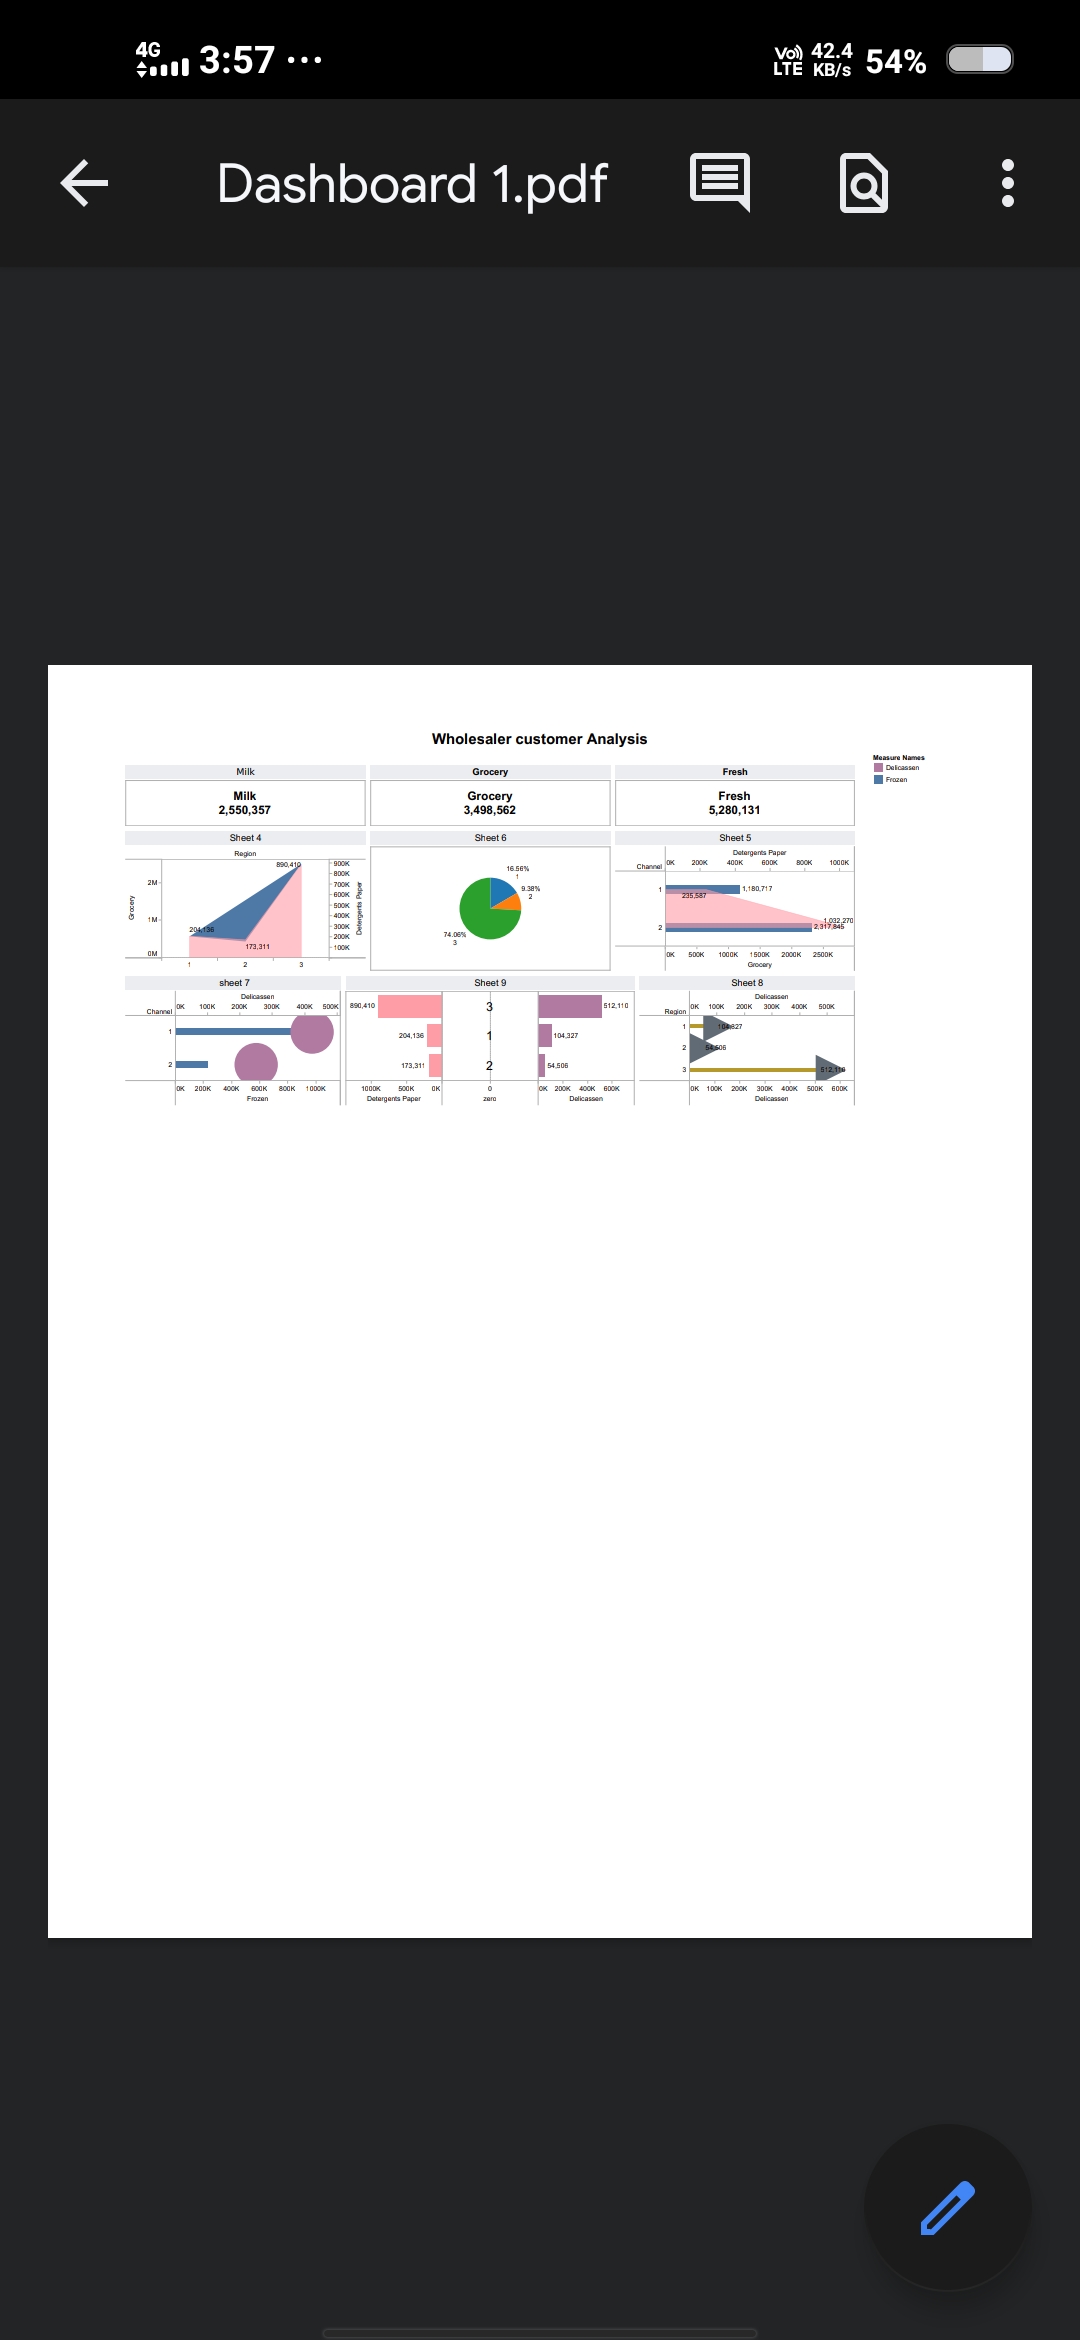 4G 3:57 ... Vo)) LTE 42.4 KB/s 54%
Dashboard 1.pdf
Wholesaler customer Analysis
Measure Names
Delicassen
Frozen
Milk Grocery Fresh
Milk Grocery Fresh
2,550,357 3,498,562 5,280,131
Sheet 4
Region
Grocery
2M
1M
0M
890,410
204,136
173,311
900K
800K
700K
600K
500K
400K
300K
200K
100K
Detergents Paper
1 2 3
Sheet 6
16.56%
1
9.38%
2
74.06%
3
Sheet 5
Detergents Paper
Channel 0K 200K 400K 600K 800K 1000K
1 1,180,717
235,587
1,032,270
2 2,317,845
0K 500K 1000K 1500K 2000K 2500K
Grocery
sheet 7
Delicassen
Channel 0K 100K 200K 300K 400K 500K
1
2
0K 200K 400K 600K 800K 1000K
Frozen
Sheet 9
890,410 3 512,110
204,136 1 104,327
173,311 2 54,506
1000K 500K 0K 0 0K 200K 400K 600K
Detergents Paper zero Delicassen
Sheet 8
Delicassen
Region 0K 100K 200K 300K 400K 500K
1 104,327
2 54,506
3 512,110
0K 100K 200K 300K 400K 500K 600K
Delicassen